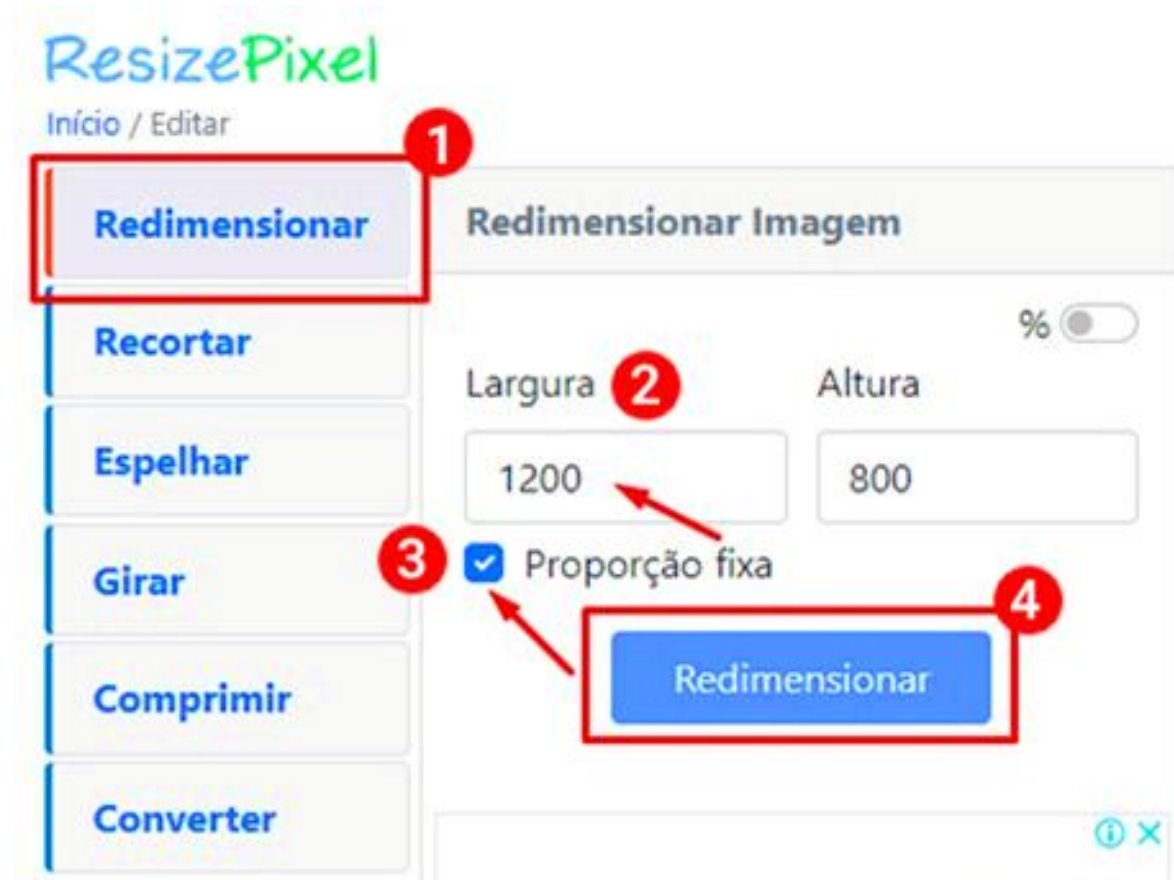 ResizePixel
Início / Editar
1
Redimensionar
Recortar
Espelhar
Girar
Comprimir
Converter
Redimensionar Imagem
%
Largura 2 Altura
1200 800
3 Proporção fixa
4
Redimensionar